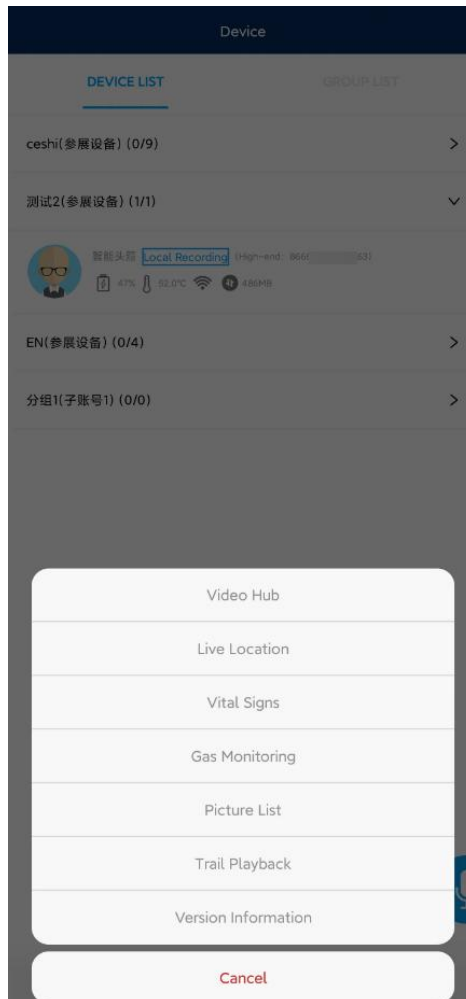 Device
DEVICE LIST GROUP LIST
ceshi(参展设备) (0/9)
测试2(参展设备) (1/1)
智能头箍 Local Recording (High-end: 866 63)
47% 52.0℃ 486MB
EN(参展设备) (0/4)
分组1(子账号1) (0/0)
Video Hub
Live Location
Vital Signs
Gas Monitoring
Picture List
Trail Playback
Version Information
Cancel